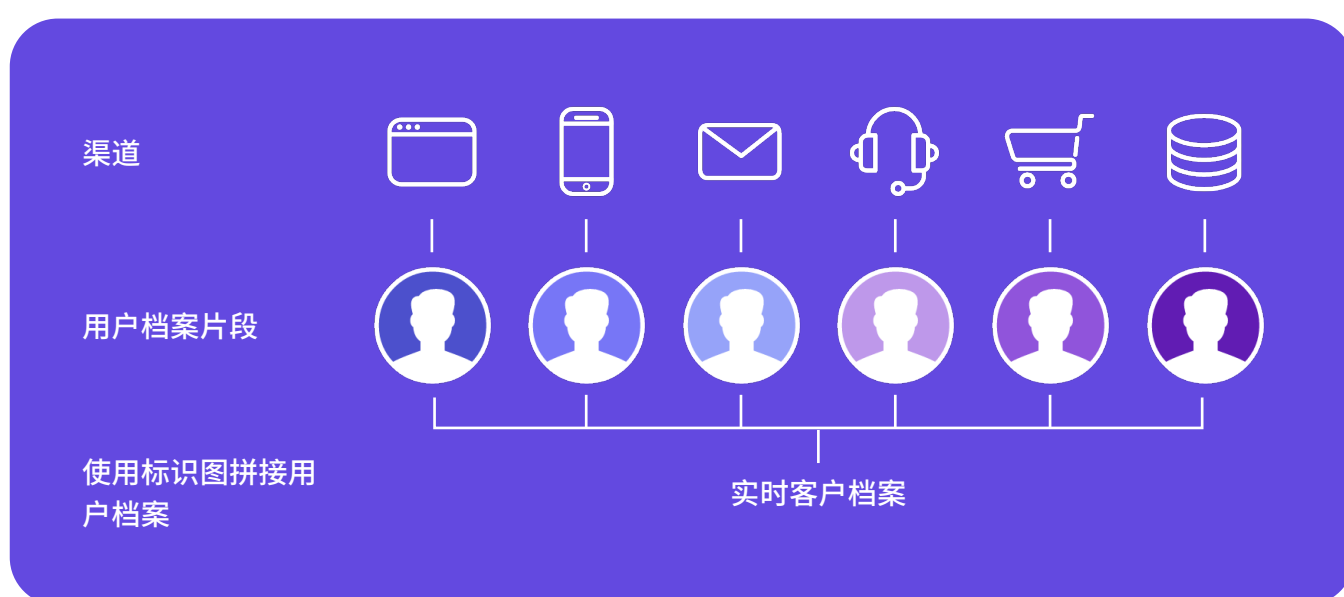 渠道
用户档案片段
使用标识图拼接用
户档案
实时客户档案